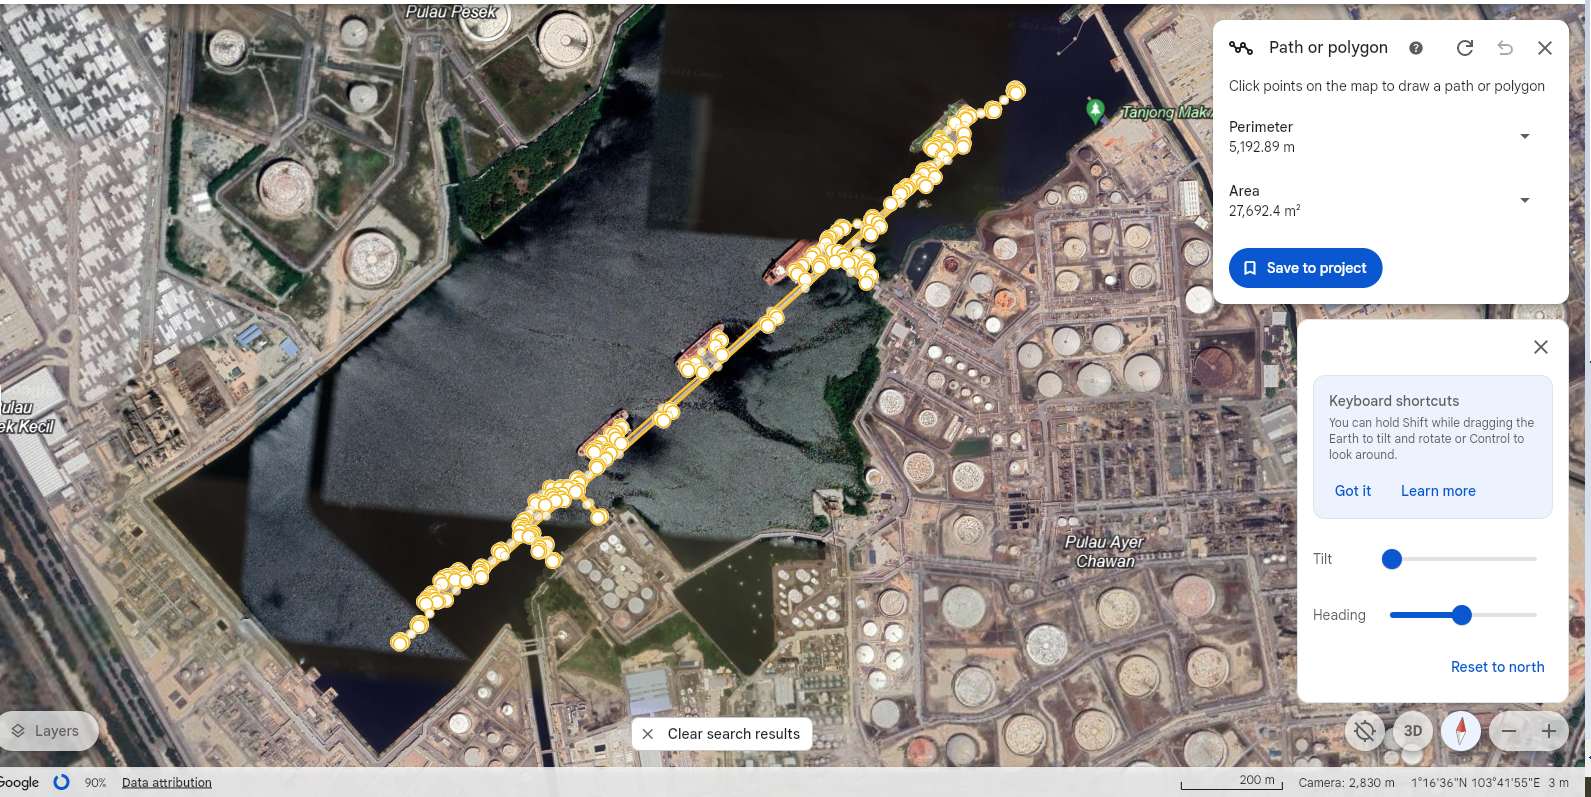 Pulau Pesek
© 2024 Google
Tanjong Mak
ulau
ek Kecil
Pulau Ayer
Chawan
Path or polygon
Click points on the map to draw a path or polygon
Perimeter
5,192.89 m
Area
27,692.4 m²
Save to project
Keyboard shortcuts
You can hold Shift while dragging the
Earth to tilt and rotate or Control to
look around.
Got it Learn more
Tilt
Heading
Reset to north
Layers
Clear search results
3D
Google 90% Data attribution
200 m Camera: 2,830 m 1°16'36"N 103°41'55"E 3 m